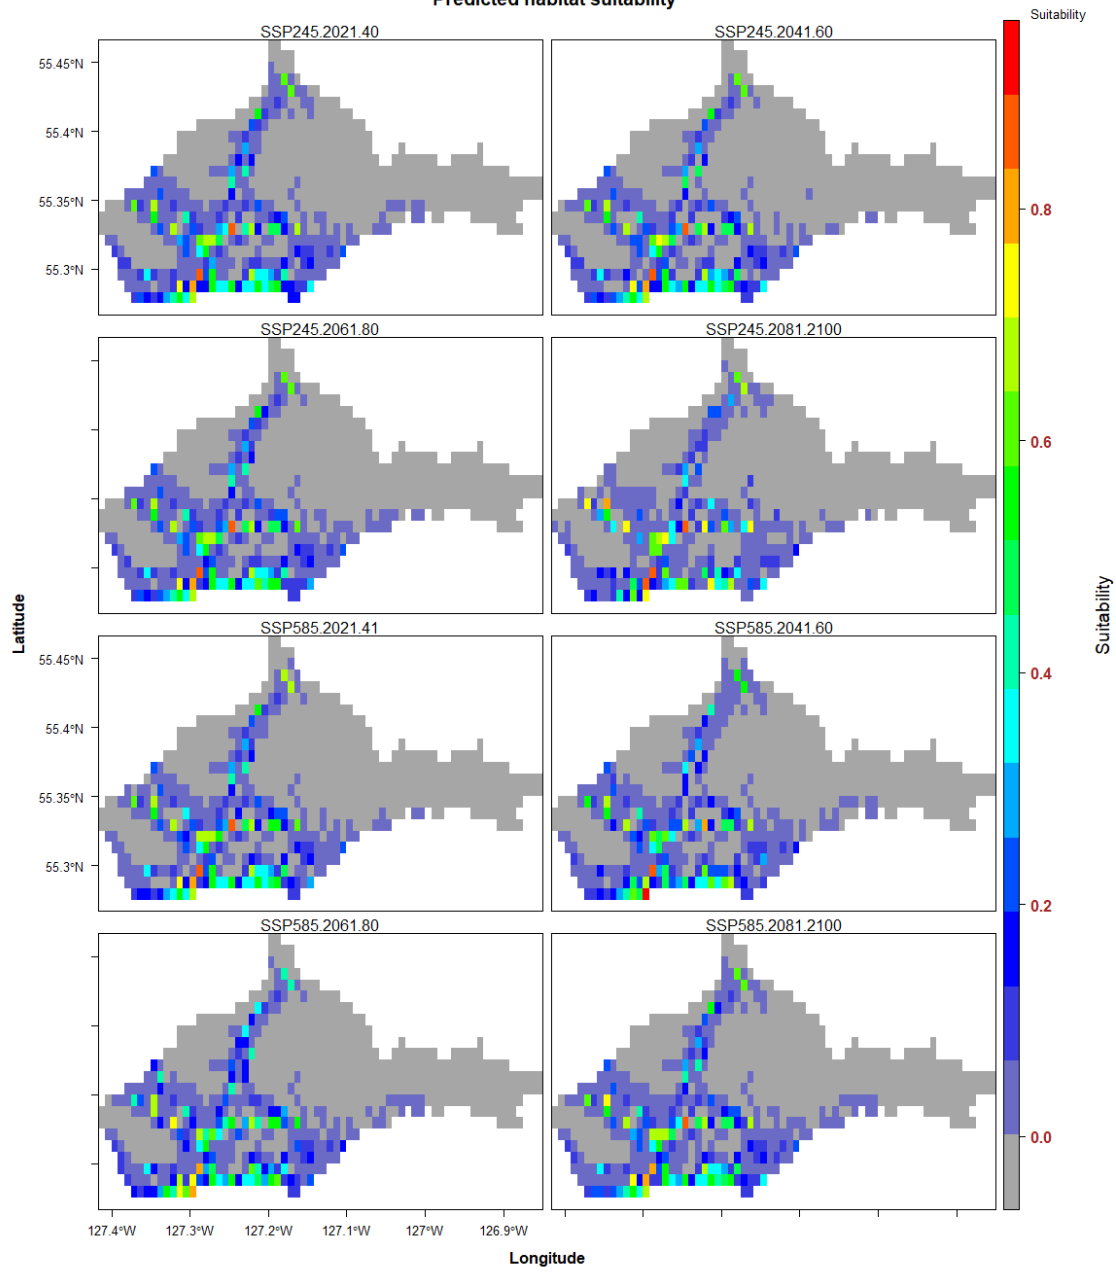 Predicted habitat suitability
Suitability
SSP245.2021.40
SSP245.2041.60
55.45°N
55.4°N
55.35°N
55.3°N
0.8
SSP245.2061.80
SSP245.2081.2100
0.6
Latitude
Suitability
SSP585.2021.41
SSP585.2041.60
55.45°N
55.4°N
55.35°N
55.3°N
0.4
0.2
SSP585.2061.80
SSP585.2081.2100
0.0
127.4°W 127.3°W 127.2°W 127.1°W 127°W 126.9°W
Longitude